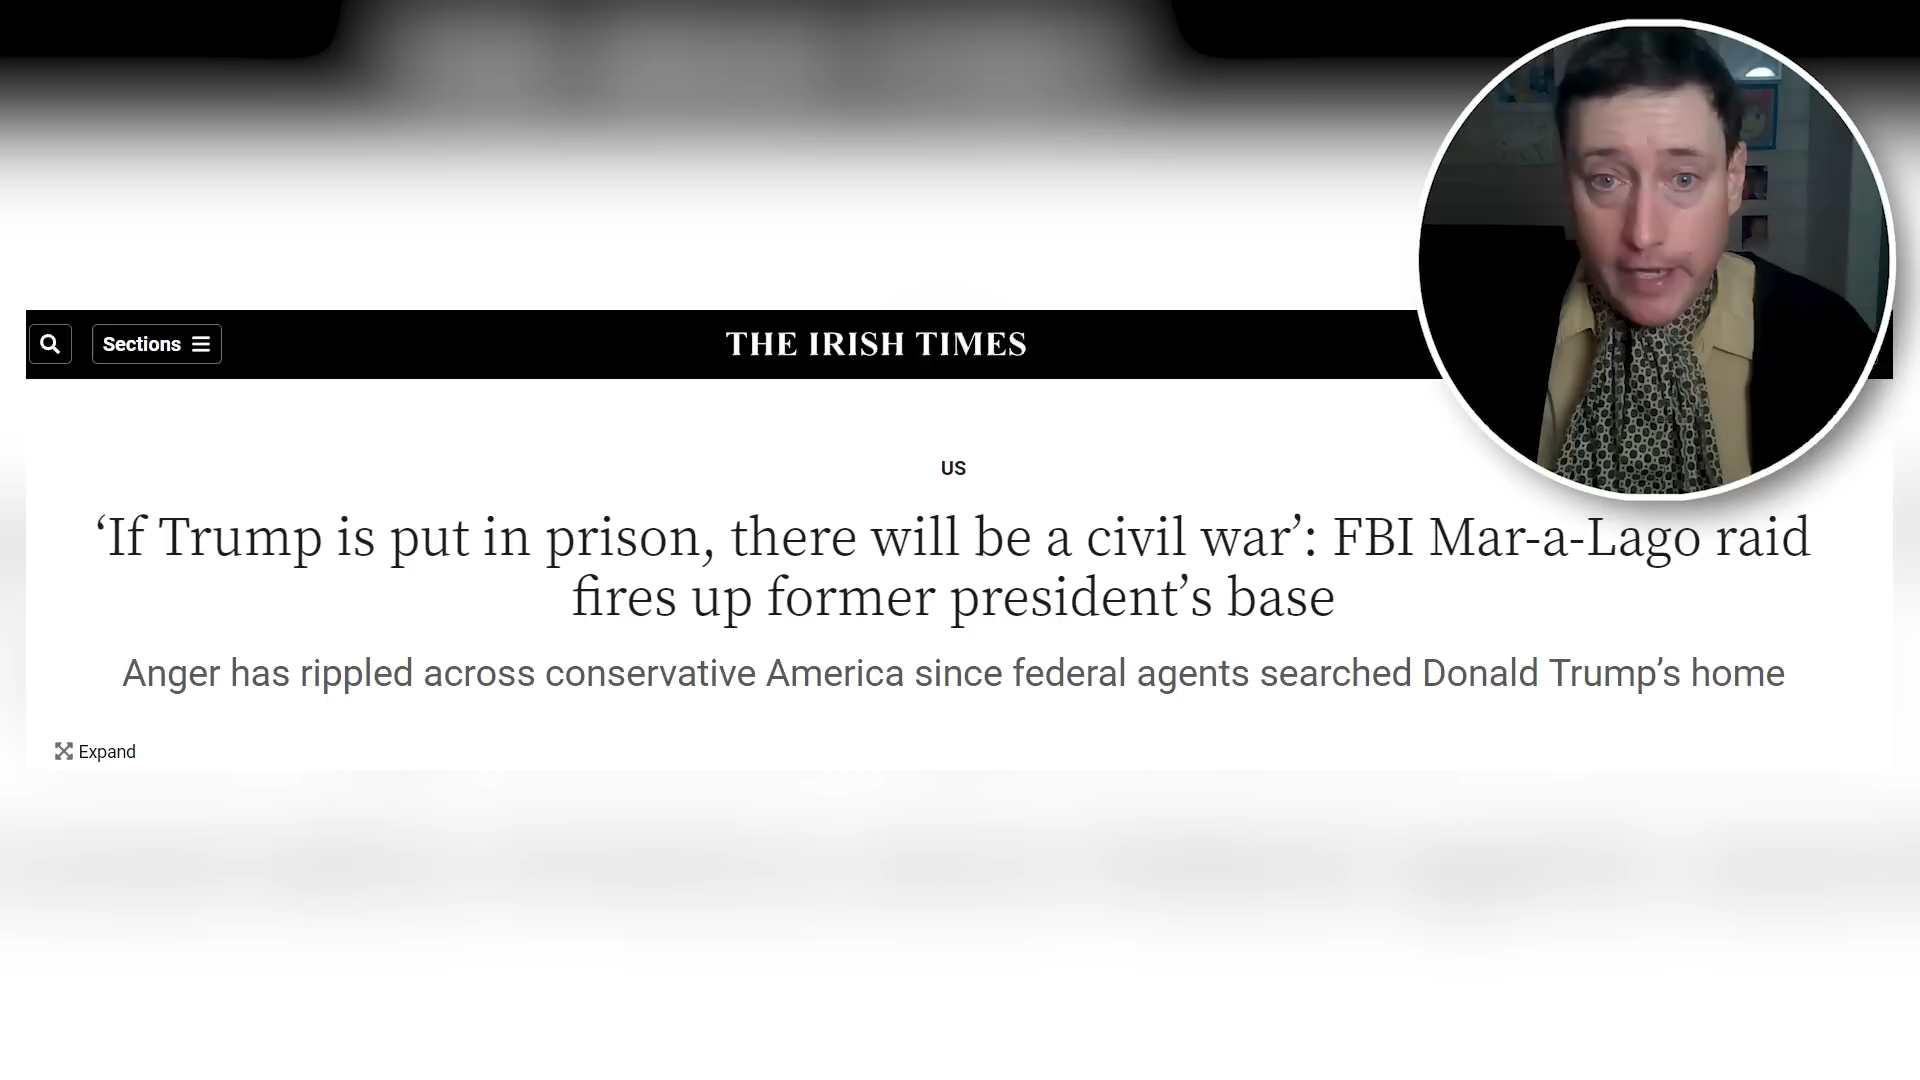 Sections
THE IRISH TIMES
US
‘If Trump is put in prison, there will be a civil war’: FBI Mar-a-Lago raid
fires up former president’s base
Anger has rippled across conservative America since federal agents searched Donald Trump’s home
Expand